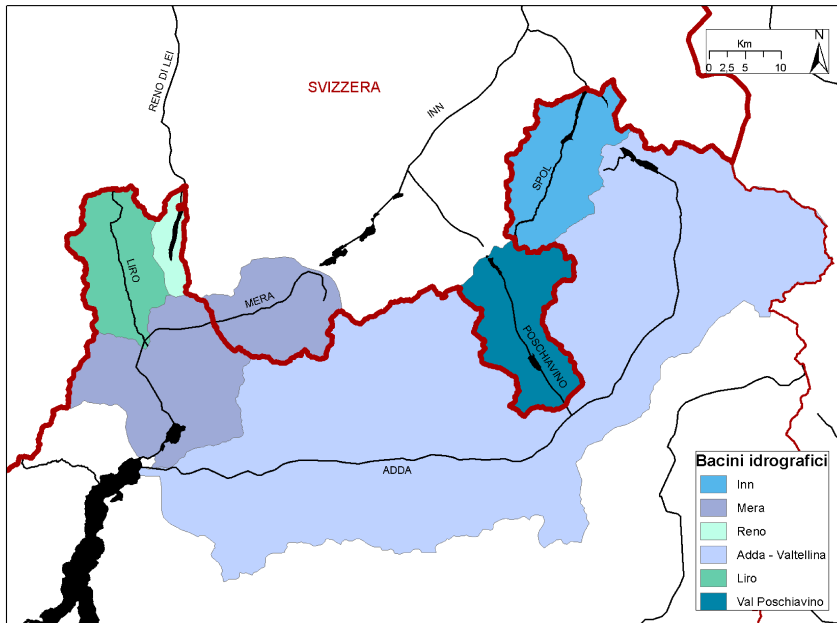 N
Km
0 2,5 5 10
SVIZZERA
RENO DI LEI
INN
SPOL
LIRO
MERA
POSCHIAVINO
ADDA
Bacini idrografici
Inn
Mera
Reno
Adda - Valtellina
Liro
Val Poschiavino